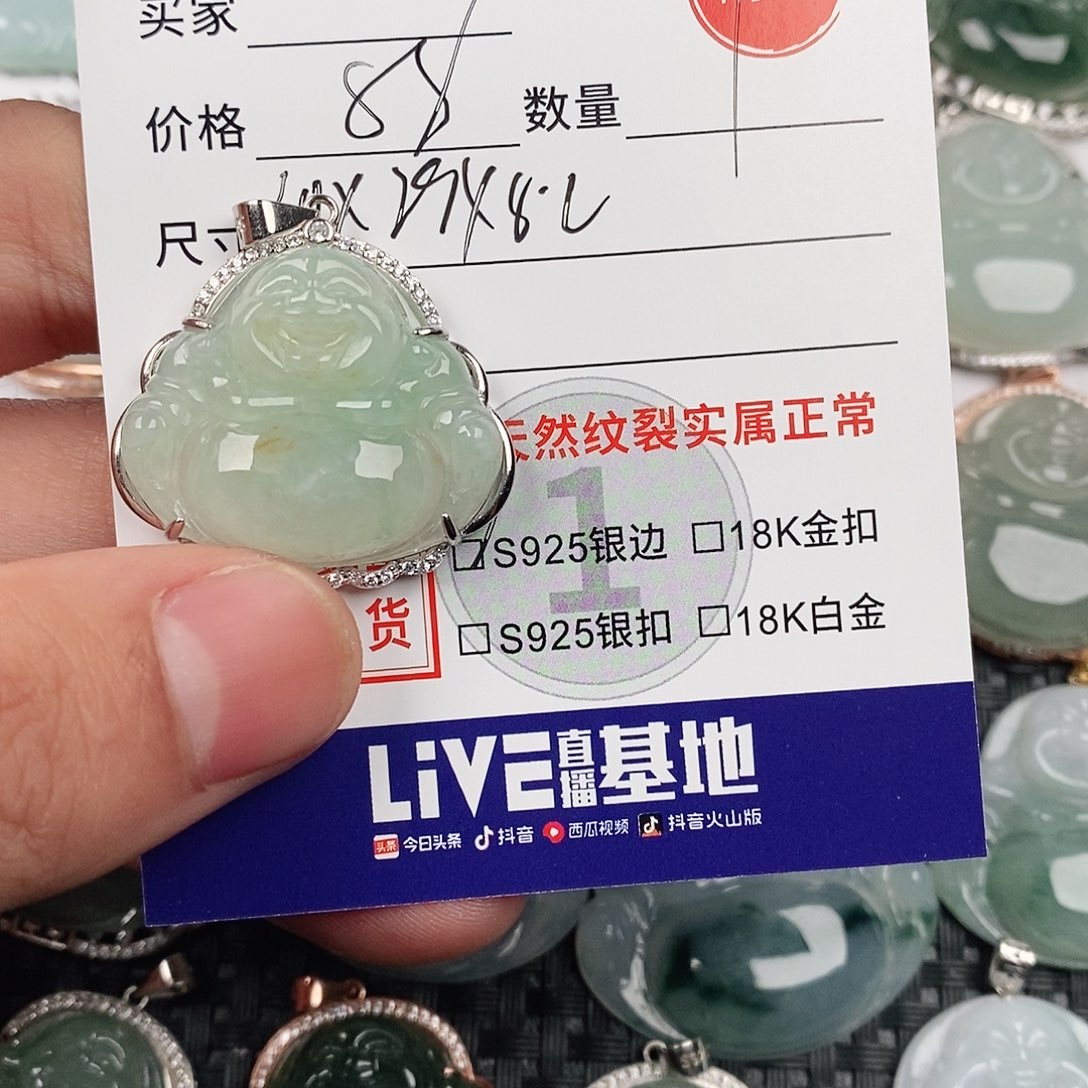 买家
价格 85 数量
尺寸 X29X8.2
天然纹裂实属正常
1
S925银边 18K金扣
货 S925银扣 18K白金
LiVE直播基地
头条 今日头条 抖音 西瓜视频 抖音火山版